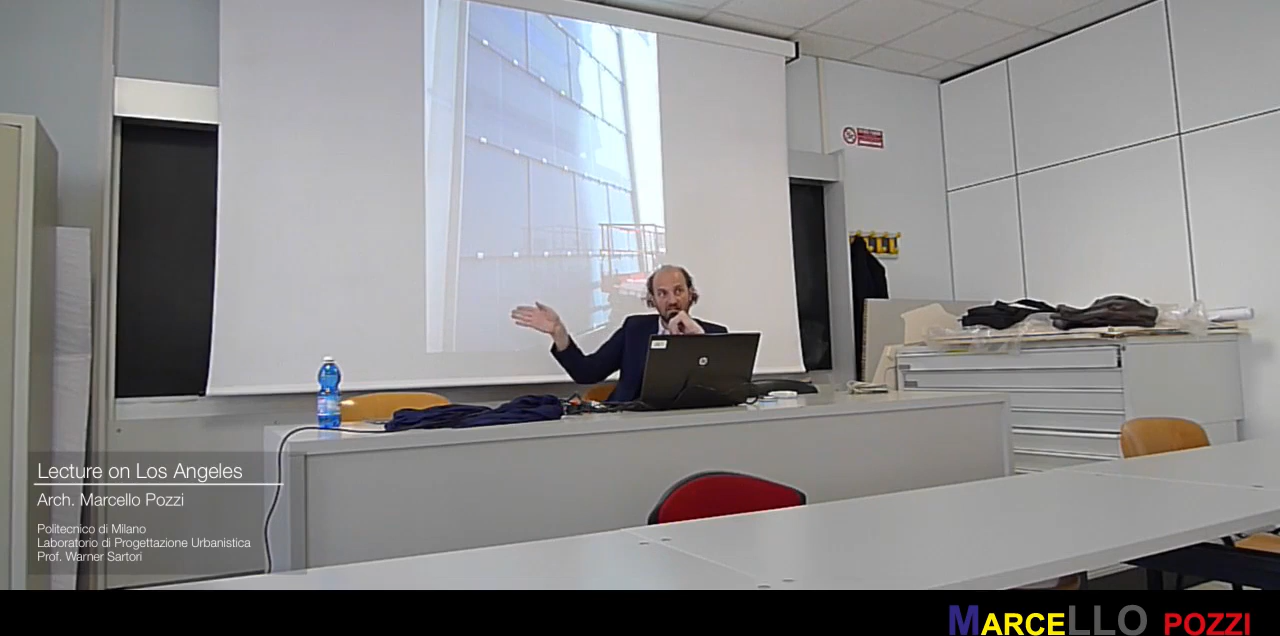 Lecture on Los Angeles
Arch. Marcello Pozzi
Politecnico di Milano
Laboratorio di Progettazione Urbanistica
Prof. Warner Sartori
MARCELLO POZZI